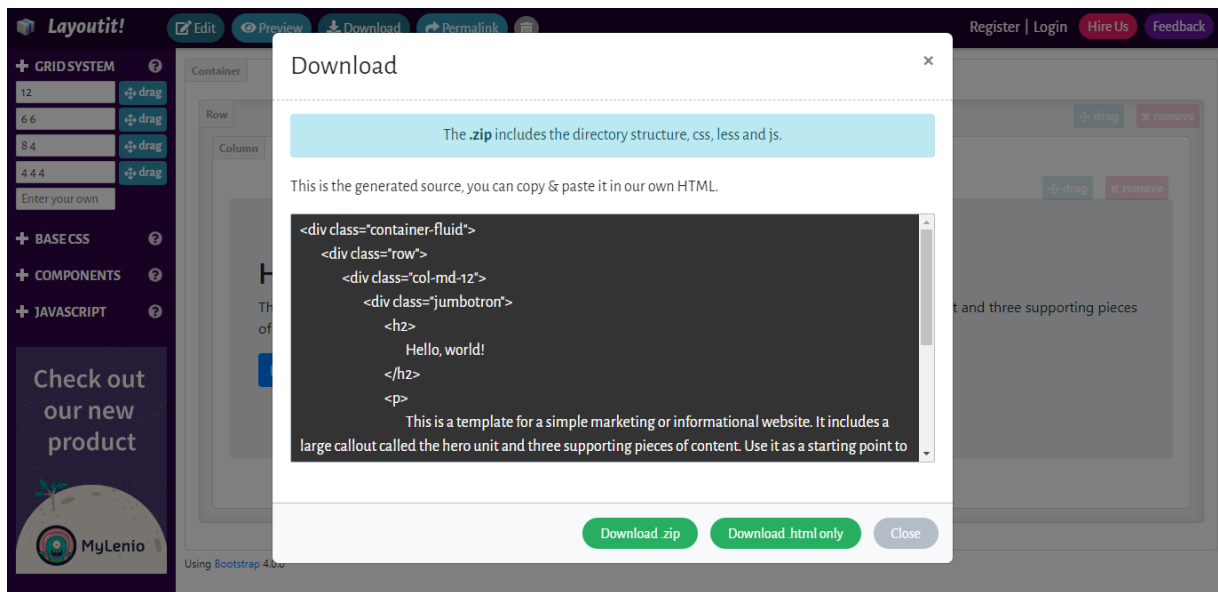 Layoutit!
Edit
Preview
Download
Permalink
Register | Login
Hire Us
Feedback
GRID SYSTEM
12
drag
6 6
drag
8 4
drag
4 4 4
drag
Enter your own
BASE CSS
COMPONENTS
JAVASCRIPT
Check out
our new
product
MyLenio
Container
Row
drag
remove
Column
drag
remove
H
Th
t and three supporting pieces
of
Using Bootstrap 4.0.0
Download
×
The .zip includes the directory structure, css, less and js.
This is the generated source, you can copy & paste it in our own HTML.
<div class="container-fluid">
<div class="row">
<div class="col-md-12">
<div class="jumbotron">
<h2>
Hello, world!
</h2>
<p>
This is a template for a simple marketing or informational website. It includes a
large callout called the hero unit and three supporting pieces of content. Use it as a starting point to
Download .zip
Download .html only
Close